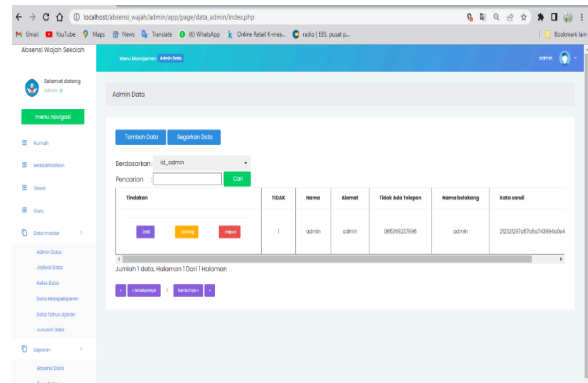 localhost/absensi_wajah/admin/app/page/data_admin/index.php
Gmail YouTube Maps News Translate (6) WhatsApp Online Retail K-mea... radio | EBS, pusat p... Bookmark lain
Absensi Wajah Sekolah
Menu Manajemen Admin Data admin
Selamat datang
Admin
menu navigasi
Rumah
Ketidakhadiran
Siswa
Guru
Data master
Admin Data
Jadwal Data
Kelas Data
Data Matapelajaran
Data Tahun Ajaran
Jurusan Data
Laporan
Absensi Data
Admin Data
Tambah Data Segarkan Data
Berdasarkan: id_admin
Pencarian : Cari
Tindakan TIDAK Nama Alamat Tidak Ada Telepon Nama belakang Kata sandi
Detil Sunting Hapus 1 admin admin 085369237896 admin
Jumlah 1 data, Halaman 1 Dari 1 Halaman
« « Sebelumnya 1 Berikutnya » »